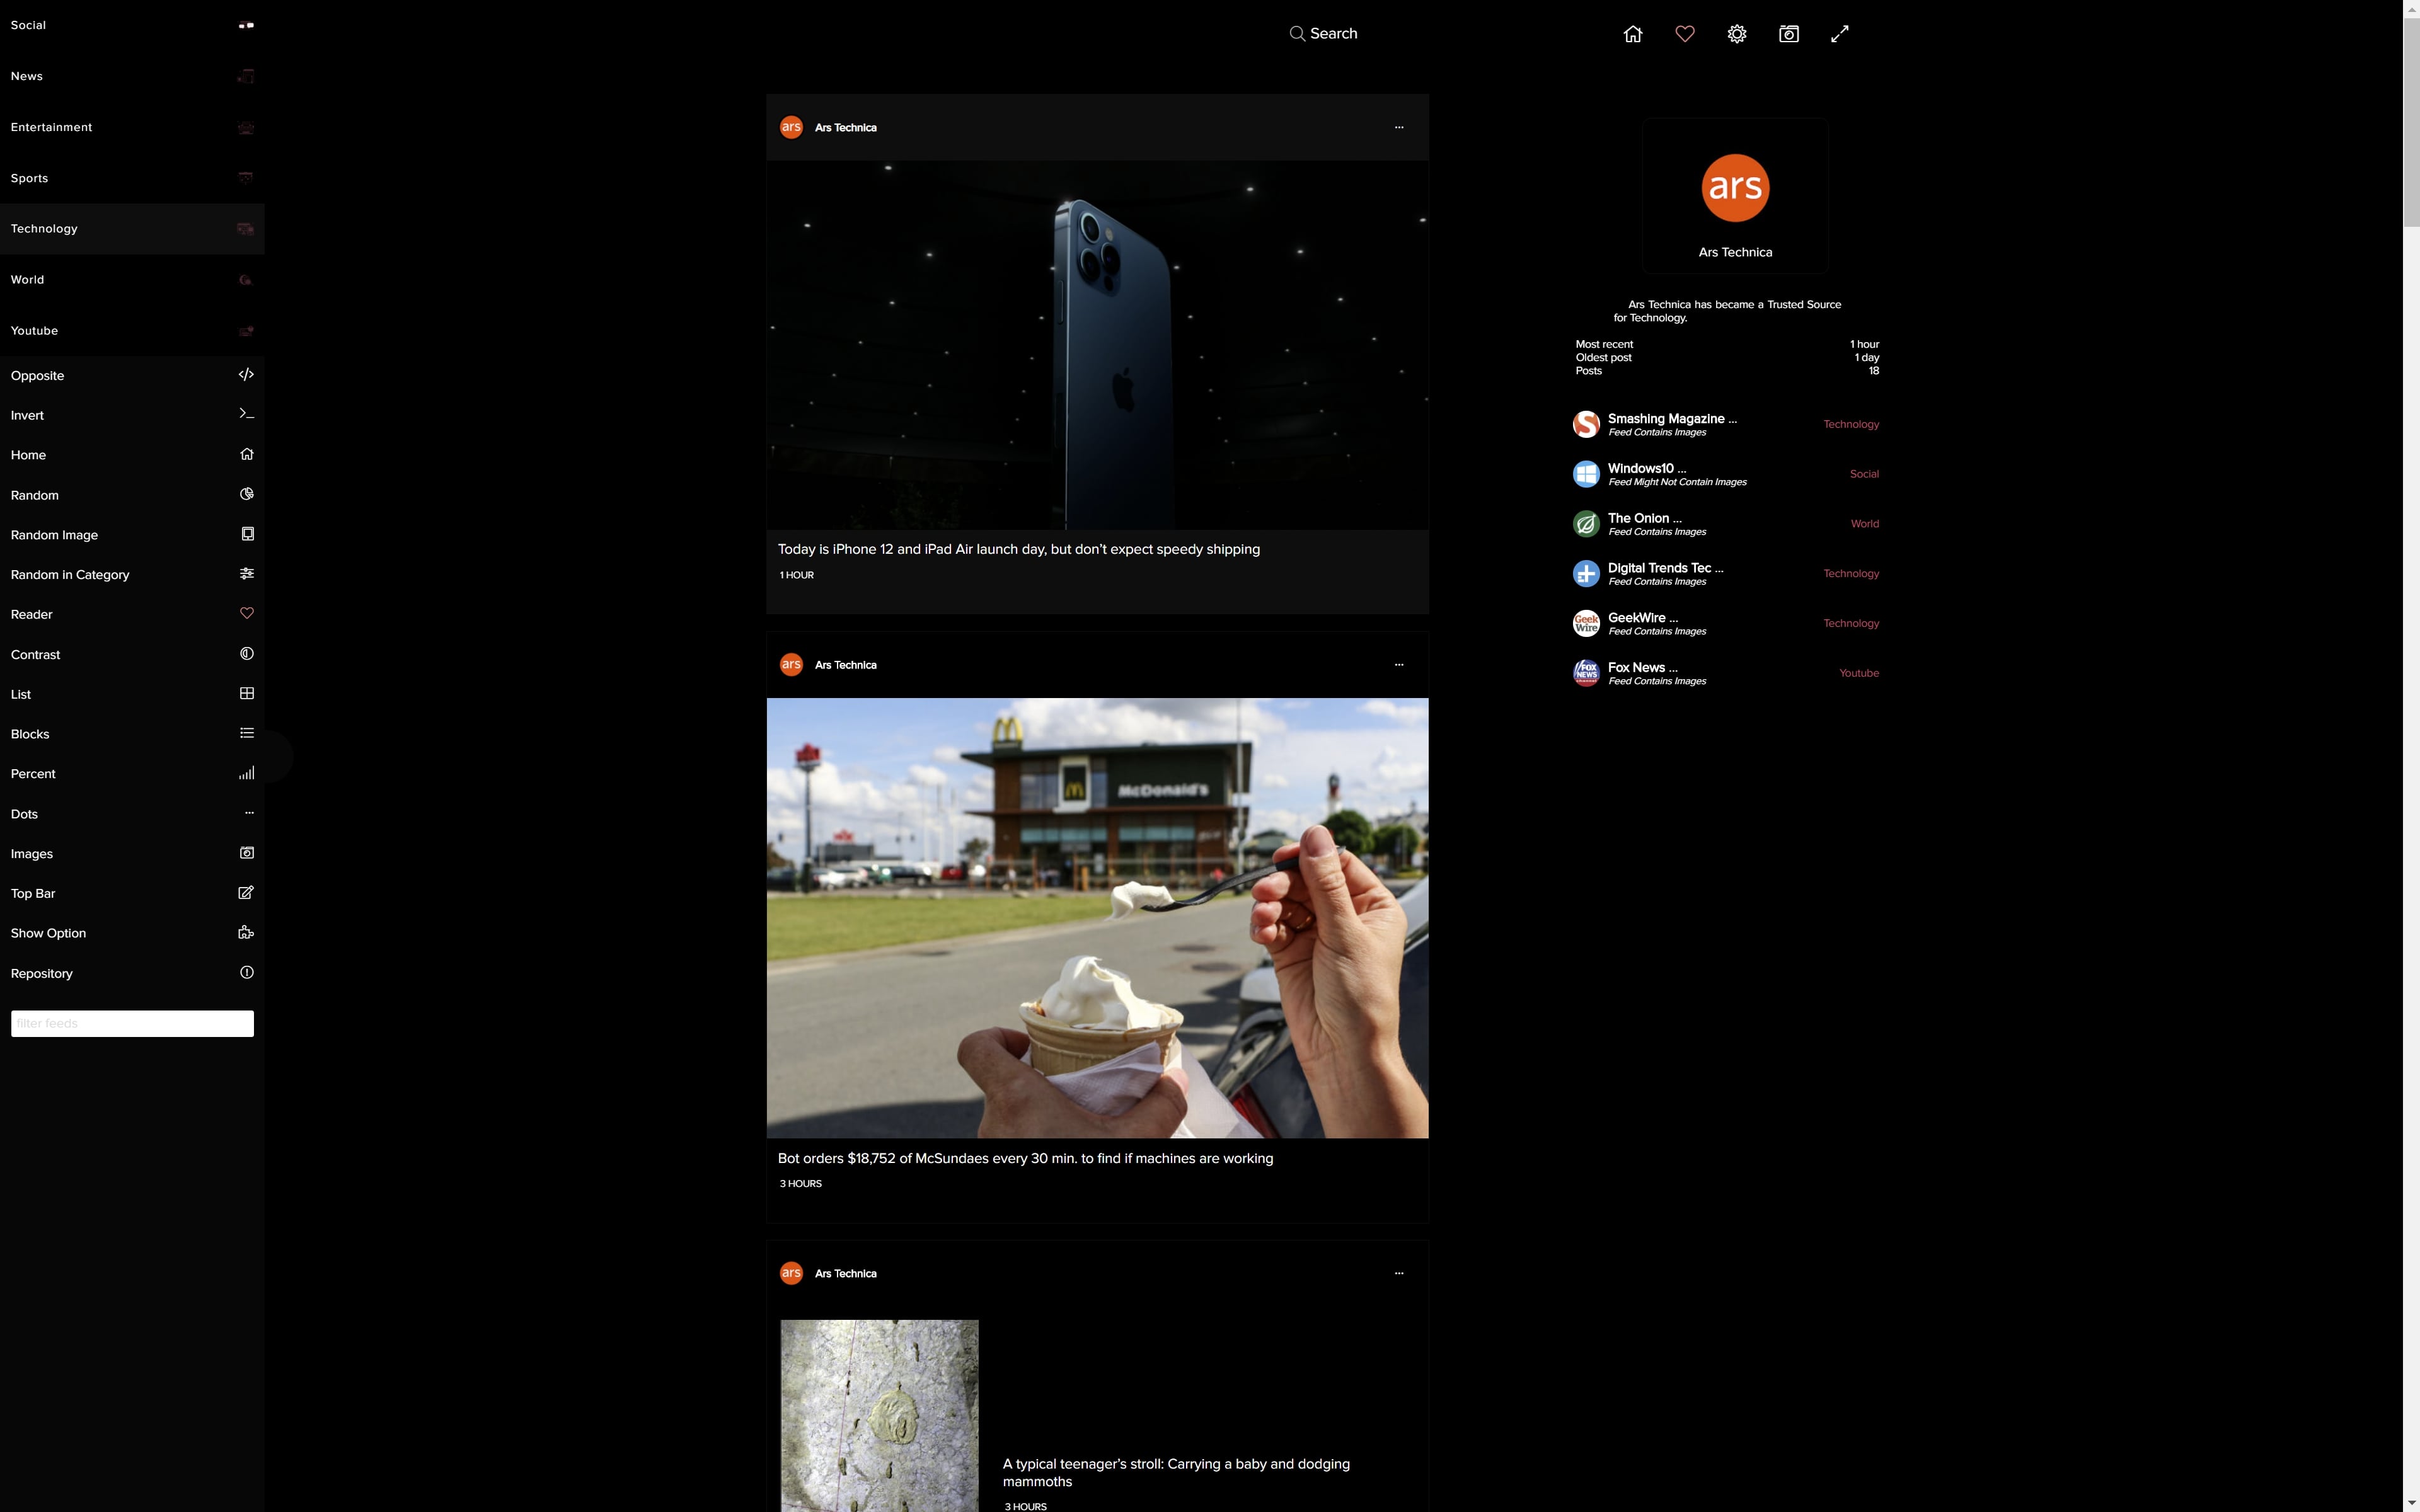 Social
News
Entertainment
Sports
Technology
World
Youtube
Opposite
Invert
Home
Random
Random Image
Random in Category
Reader
Contrast
List
Blocks
Percent
Dots
Images
Top Bar
Show Option
Repository
filter feeds
Search
ars
Ars Technica
...
Today is iPhone 12 and iPad Air launch day, but don’t expect speedy shipping
1 HOUR
ars
Ars Technica
...
McDonald's
Bot orders $18,752 of McSundaes every 30 min. to find if machines are working
3 HOURS
ars
Ars Technica
...
A typical teenager’s stroll: Carrying a baby and dodging
mammoths
3 HOURS
ars
Ars Technica
Ars Technica has became a Trusted Source
for Technology.
Most recent 1 hour
Oldest post 1 day
Posts 18
Smashing Magazine ...
Feed Contains Images
Technology
Windows10 ...
Feed Might Not Contain Images
Social
The Onion ...
Feed Contains Images
World
Digital Trends Tec ...
Feed Contains Images
Technology
Geek
Wire
GeekWire ...
Feed Contains Images
Technology
FOX
NEWS
channel
Fox News ...
Feed Contains Images
Youtube